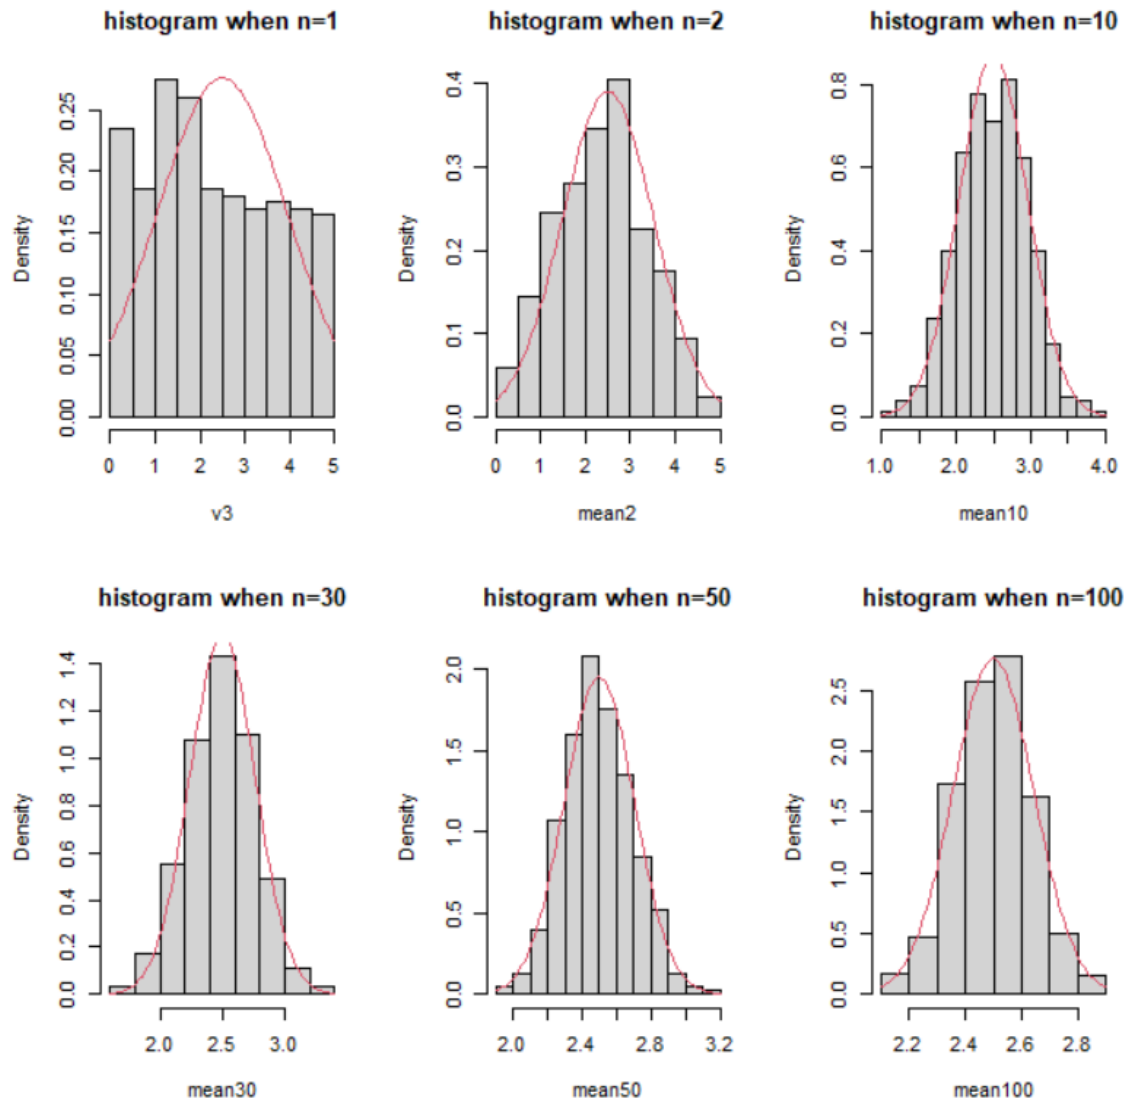 histogram when n=1
Density
0.00 0.05 0.10 0.15 0.20 0.25
0 1 2 3 4 5
v3
histogram when n=2
Density
0.0 0.1 0.2 0.3 0.4
0 1 2 3 4 5
mean2
histogram when n=10
Density
0.0 0.2 0.4 0.6 0.8
1.0 2.0 3.0 4.0
mean10
histogram when n=30
Density
0.0 0.2 0.4 0.6 0.8 1.0 1.2 1.4
2.0 2.5 3.0
mean30
histogram when n=50
Density
0.0 0.5 1.0 1.5 2.0
2.0 2.4 2.8 3.2
mean50
histogram when n=100
Density
0.0 0.5 1.0 1.5 2.0 2.5
2.2 2.4 2.6 2.8
mean100